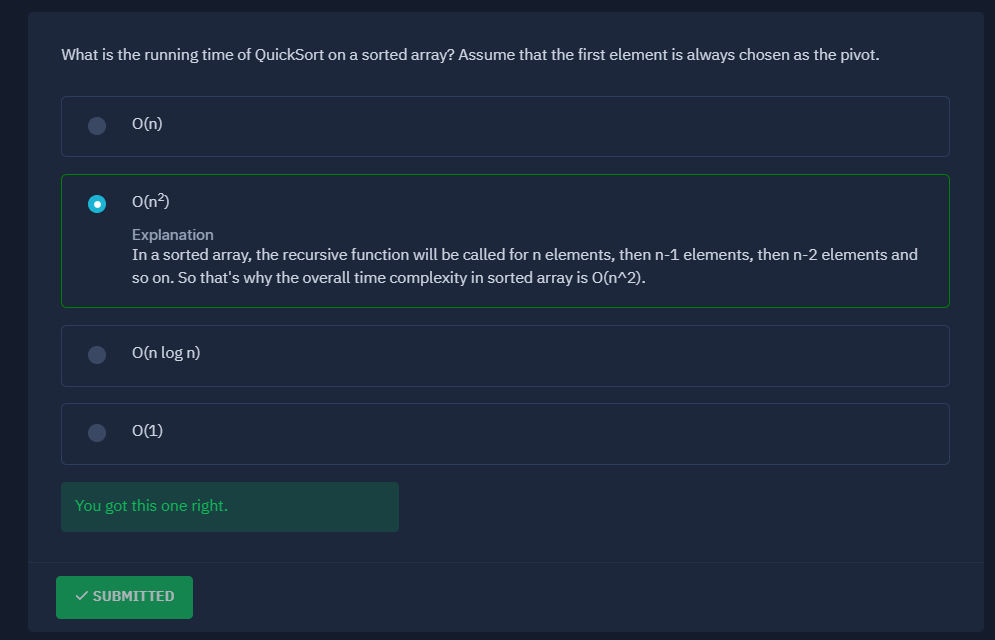 What is the running time of QuickSort on a sorted array? Assume that the first element is always chosen as the pivot.
O(n)
O(n²)
Explanation
In a sorted array, the recursive function will be called for n elements, then n-1 elements, then n-2 elements and
so on. So that's why the overall time complexity in sorted array is O(n^2).
O(n log n)
O(1)
You got this one right.
✓ SUBMITTED